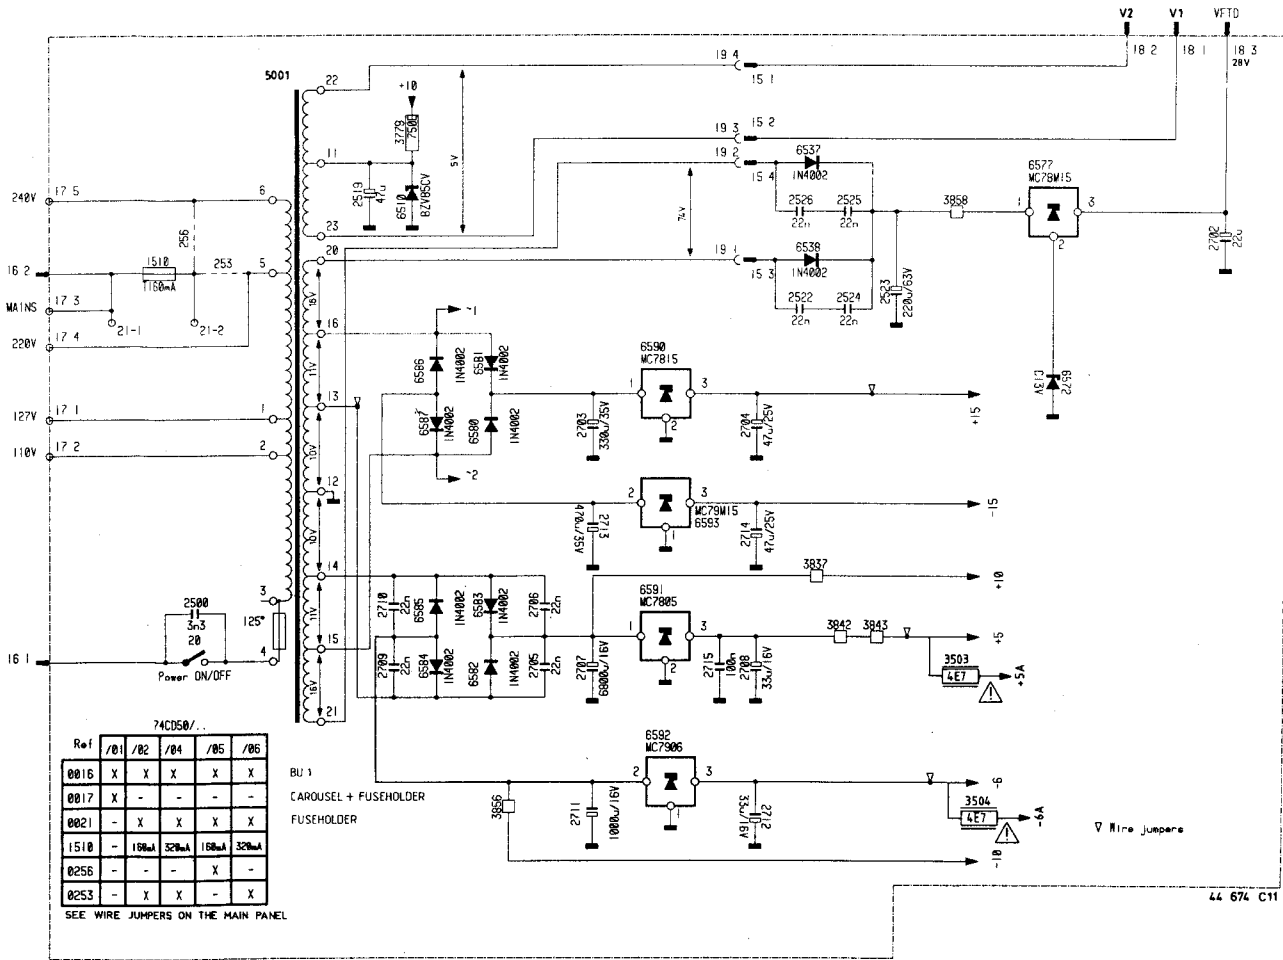 V2
V1
VFTD
18 2
18 1
18 3
28V
19 4
15 1
5001
22
+10
3779
750Ω
5V
11
2519
47u
6510
BZV85CV
23
19 3
15 2
19 2
15 4
6537
1N4002
2526
22n
2525
22n
74V
19 1
15 3
6538
1N4002
2522
22n
2524
22n
2523
220u/63V
3858
6577
MC78M15
1
3
2
2702
22u
6572
C13V
240V
17 5
6
256
16 2
1510
1160mA
253
5
MAINS
17 3
21-1
21-2
220V
17 4
127V
17 1
1
110V
17 2
2
20
16V
16
11V
13
10V
12
10V
14
11V
15
16V
21
~1
~2
6586
1N4002
6581
1N4002
6587
1N4002
6580
1N4002
2703
330u/35V
6590
MC7815
1
3
2
2704
47u/25V
+15
2713
470u/35V
2
3
1
MC79M15
6593
2714
47u/25V
-15
3837
+10
2710
22n
6585
1N4002
6583
1N4002
2706
22n
2709
22n
6584
1N4002
6582
1N4002
2705
22n
2707
6800u/16V
6591
MC7805
1
3
2
2715
100n
2708
33u/16V
3842
3843
+5
3503
4E7
+5A
3
125°
4
2500
3n3
20
Power ON/OFF
16 1
6592
MC7906
2
3
1
3856
2711
1000u/16V
2712
33u/16V
-6
3504
4E7
-6A
-10
∇ Wire jumpers
74CD50/..
Ref /01 /02 /04 /05 /06
0016 X X X X X
BU 1
0017 X - - - -
CAROUSEL + FUSEHOLDER
0021 - X X X X
FUSEHOLDER
1510 - 160mA 320mA 160mA 320mA
0256 - - - X -
0253 - X X - X
SEE WIRE JUMPERS ON THE MAIN PANEL
44 674 C11